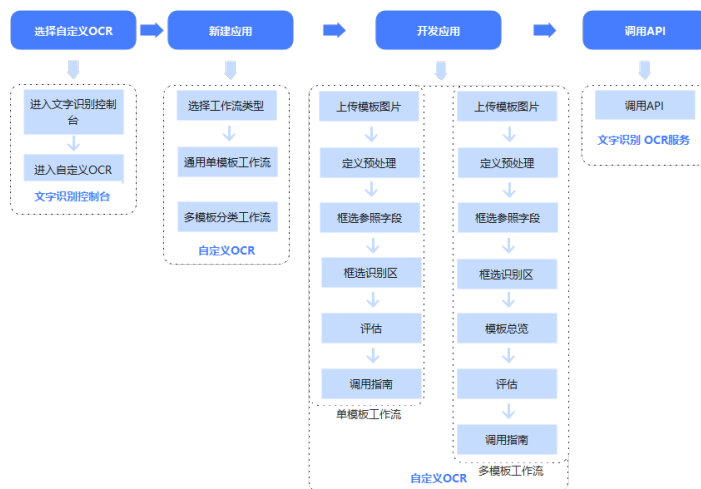 选择自定义OCR
新建应用
开发应用
调用API
进入文字识别控制
台
进入自定义OCR
文字识别控制台
选择工作流类型
通用单模板工作流
多模板分类工作流
自定义OCR
上传模板图片
定义预处理
框选参照字段
框选识别区
评估
调用指南
单模板工作流
上传模板图片
定义预处理
框选参照字段
框选识别区
模板总览
评估
调用指南
多模板工作流
自定义OCR
调用API
文字识别 OCR服务